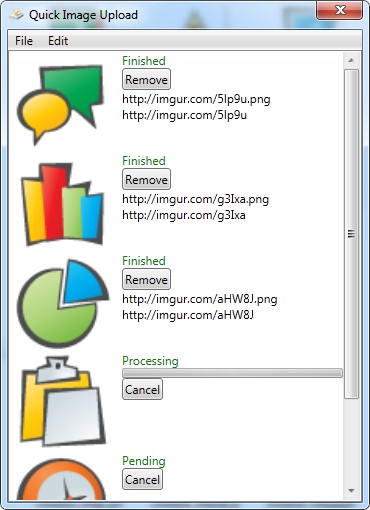 Quick Image Upload
File Edit
Finished
Remove
http://imgur.com/5lp9u.png
http://imgur.com/5lp9u
Finished
Remove
http://imgur.com/g3Ixa.png
http://imgur.com/g3Ixa
Finished
Remove
http://imgur.com/aHW8J.png
http://imgur.com/aHW8J
Processing
Cancel
Pending
Cancel